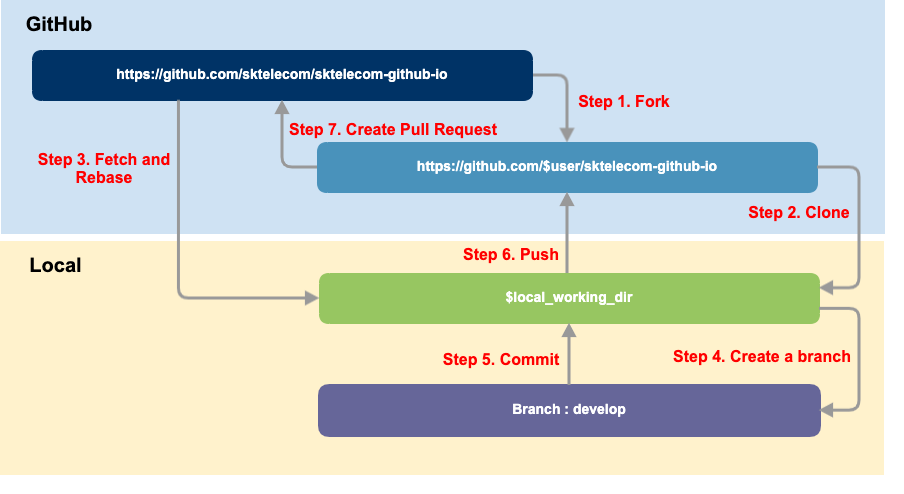 GitHub
https://github.com/sktelecom/sktelecom-github-io
Step 1. Fork
Step 7. Create Pull Request
Step 3. Fetch and
Rebase
https://github.com/$user/sktelecom-github-io
Step 2. Clone
Step 6. Push
Local
$local_working_dir
Step 5. Commit
Step 4. Create a branch
Branch : develop